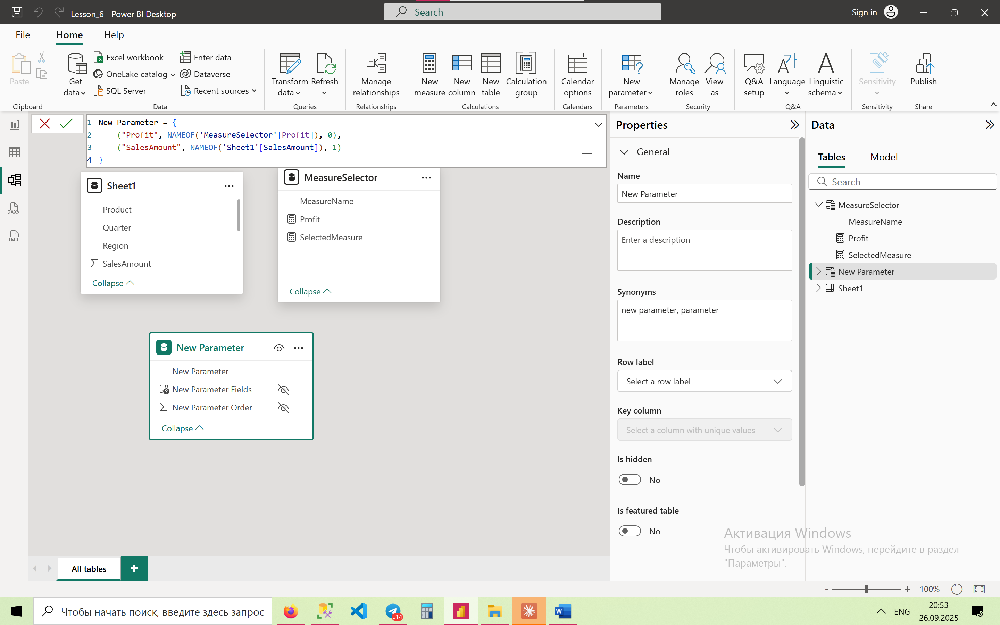 Lesson_6 - Power BI Desktop
Search
Sign in
File
Home
Help
Paste
Clipboard
Get data
Excel workbook
OneLake catalog
SQL Server
Enter data
Dataverse
Recent sources
Data
Transform data
Refresh
Queries
Manage relationships
Relationships
New measure
New column
New table
Calculation group
Calculations
Calendar options
Calendars
New parameter
Parameters
Manage roles
View as
Security
Q&A setup
Language
Linguistic schema
Q&A
Sensitivity
Sensitivity
Publish
Share
DAX
TMDL
1 New Parameter = {
2 ("Profit", NAMEOF('MeasureSelector'[Profit]), 0),
3 ("SalesAmount", NAMEOF('Sheet1'[SalesAmount]), 1)
4 }
Sheet1
Product
Quarter
Region
SalesAmount
Collapse
MeasureSelector
MeasureName
Profit
SelectedMeasure
Collapse
New Parameter
New Parameter
New Parameter Fields
New Parameter Order
Collapse
All tables
Properties
General
Name
New Parameter
Description
Enter a description
Synonyms
new parameter, parameter
Row label
Select a row label
Key column
Select a column with unique values
Is hidden
No
Is featured table
No
Data
Tables
Model
Search
MeasureSelector
MeasureName
Profit
SelectedMeasure
New Parameter
Sheet1
Активация Windows
Чтобы активировать Windows, перейдите в раздел
"Параметры".
- + 100%
Чтобы начать поиск, введите здесь запрос
..14
W
ENG
20:53
26.09.2025